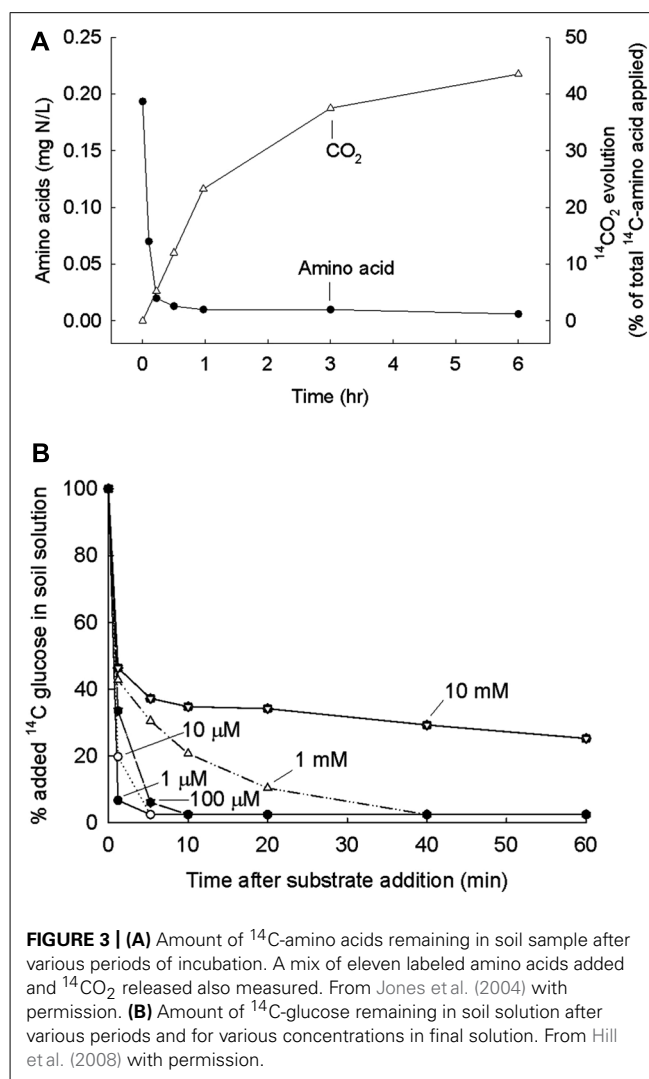 A
Amino acids (mg N/L)
0.25
0.20
0.15
0.10
0.05
0.00
50
40
30
20
10
0
¹⁴CO₂ evolution
(% of total ¹⁴C-amino acid applied)
CO₂
Amino acid
0 1 2 3 4 5 6
Time (hr)
B
% added ¹⁴C glucose in soil solution
100
80
60
40
20
0
10 mM
10 µM
1 mM
1 µM
100 µM
0 10 20 30 40 50 60
Time after substrate addition (min)
FIGURE 3 | (A) Amount of ¹⁴C-amino acids remaining in soil sample after
various periods of incubation. A mix of eleven labeled amino acids added
and ¹⁴CO₂ released also measured. From Jones et al. (2004) with
permission. (B) Amount of ¹⁴C-glucose remaining in soil solution after
various periods and for various concentrations in final solution. From Hill
et al. (2008) with permission.